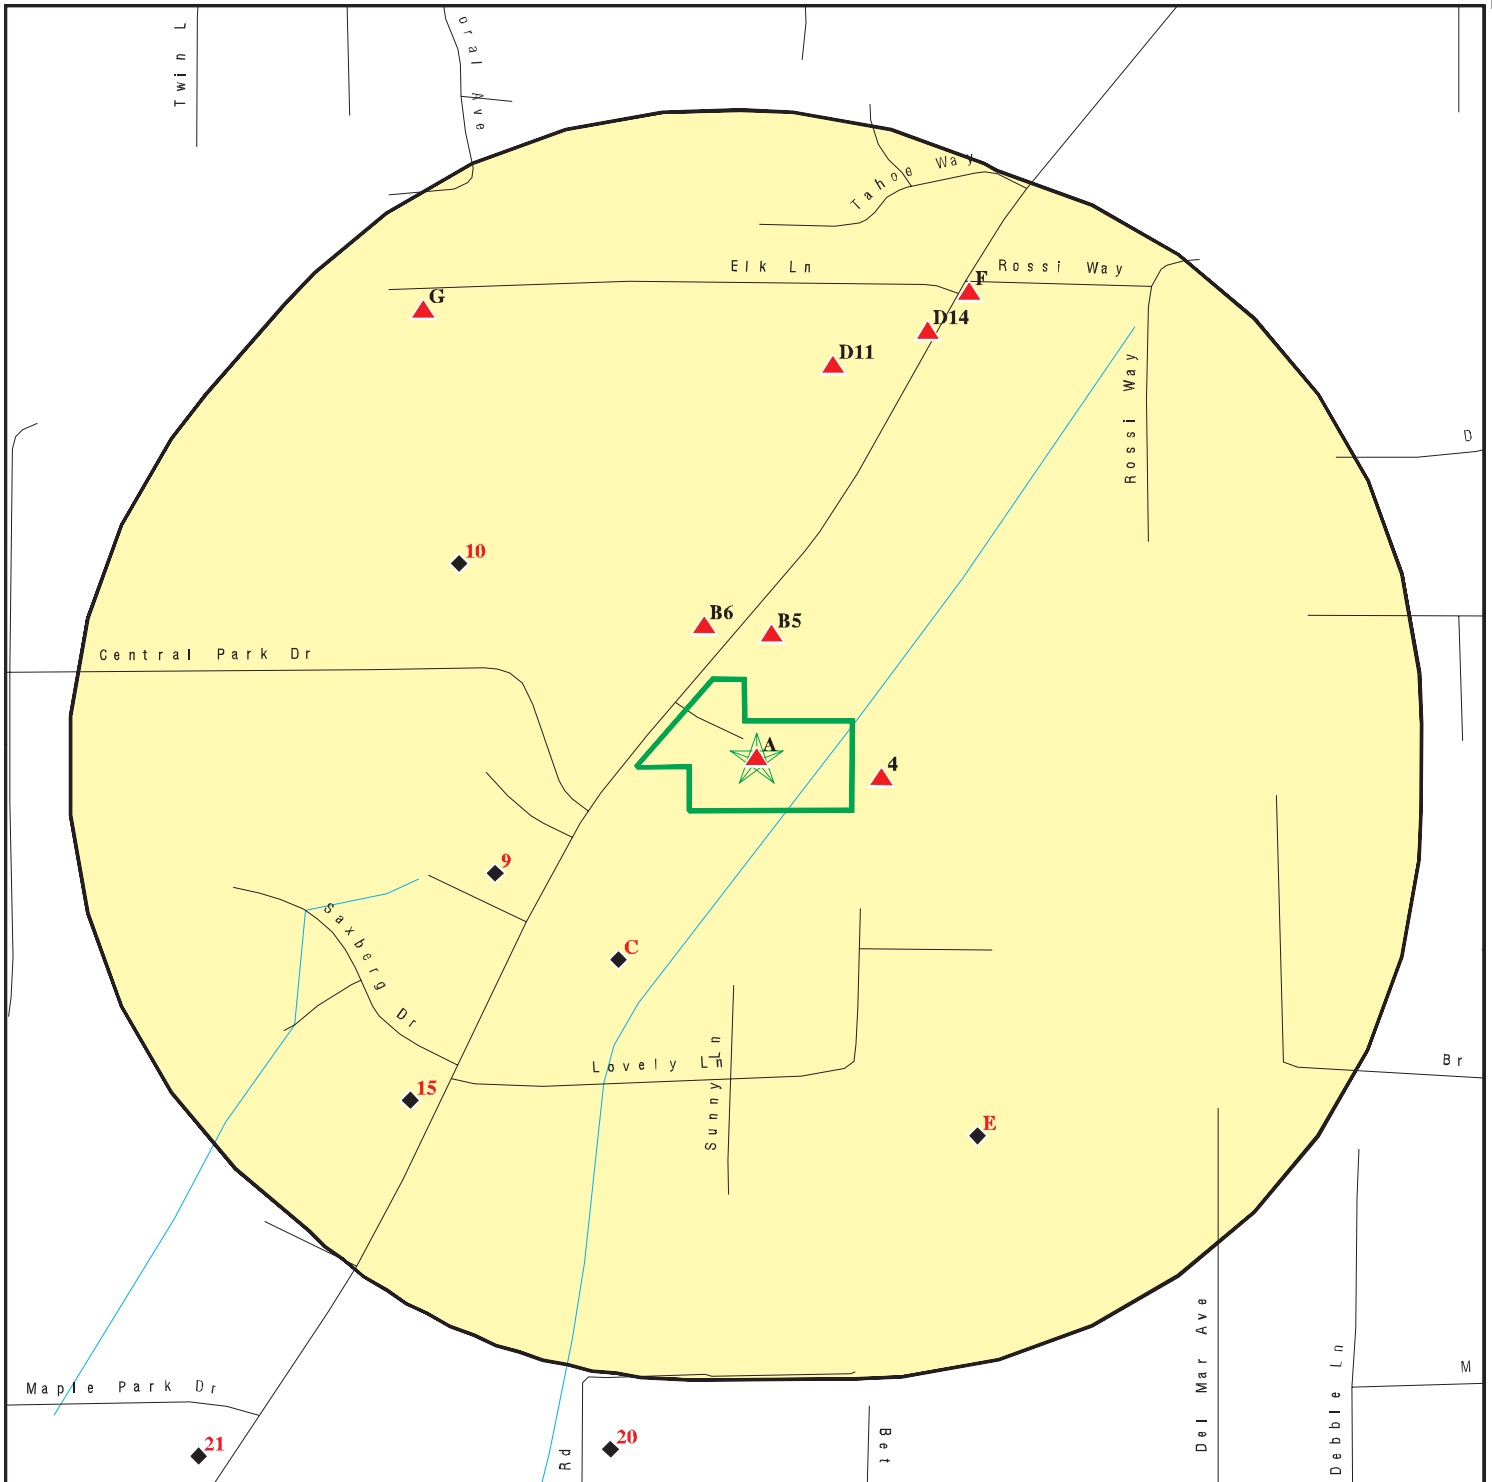 Twin L
oral Ave
Tahoe Way
Elk Ln
Rossi Way
F
G
D14
D11
Rossi Way
D
10
B6
B5
Central Park Dr
A
4
9
Saxberg Dr
C
Lovely Ln
Sunny Ln
Br
15
E
Del Mar Ave
Debbie Ln
M
Maple Park Dr
21
20
Rd
Bet